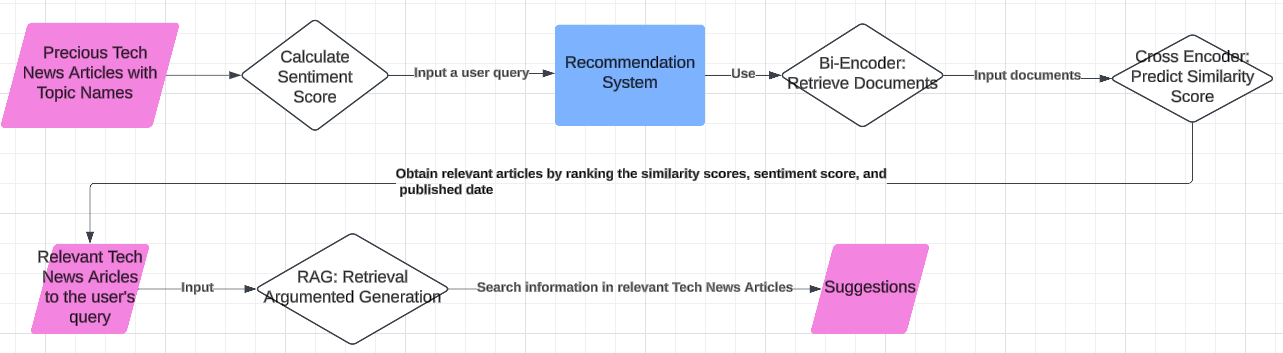 Precious Tech
News Articles with
Topic Names
Calculate
Sentiment
Score
Input a user query
Recommendation
System
Use
Bi-Encoder:
Retrieve Documents
Input documents
Cross Encoder:
Predict Similarity
Score
Obtain relevant articles by ranking the similarity scores, sentiment score, and
published date
Relevant Tech
News Aricles
to the user's
query
Input
RAG: Retrieval
Argumented Generation
Search information in relevant Tech News Articles
Suggestions